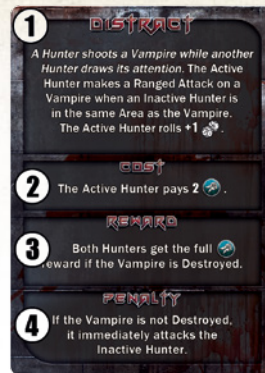 1
DISTRACT
A Hunter shoots a Vampire while another
Hunter draws its attention. The Active
Hunter makes a Ranged Attack on a
Vampire when an Inactive Hunter is
in the same Area as the Vampire.
The Active Hunter rolls +1 .
COST
2
The Active Hunter pays 2 .
REWARD
3
Both Hunters get the full
reward if the Vampire is Destroyed.
PENALTY
4
If the Vampire is not Destroyed,
it immediately attacks the
Inactive Hunter.